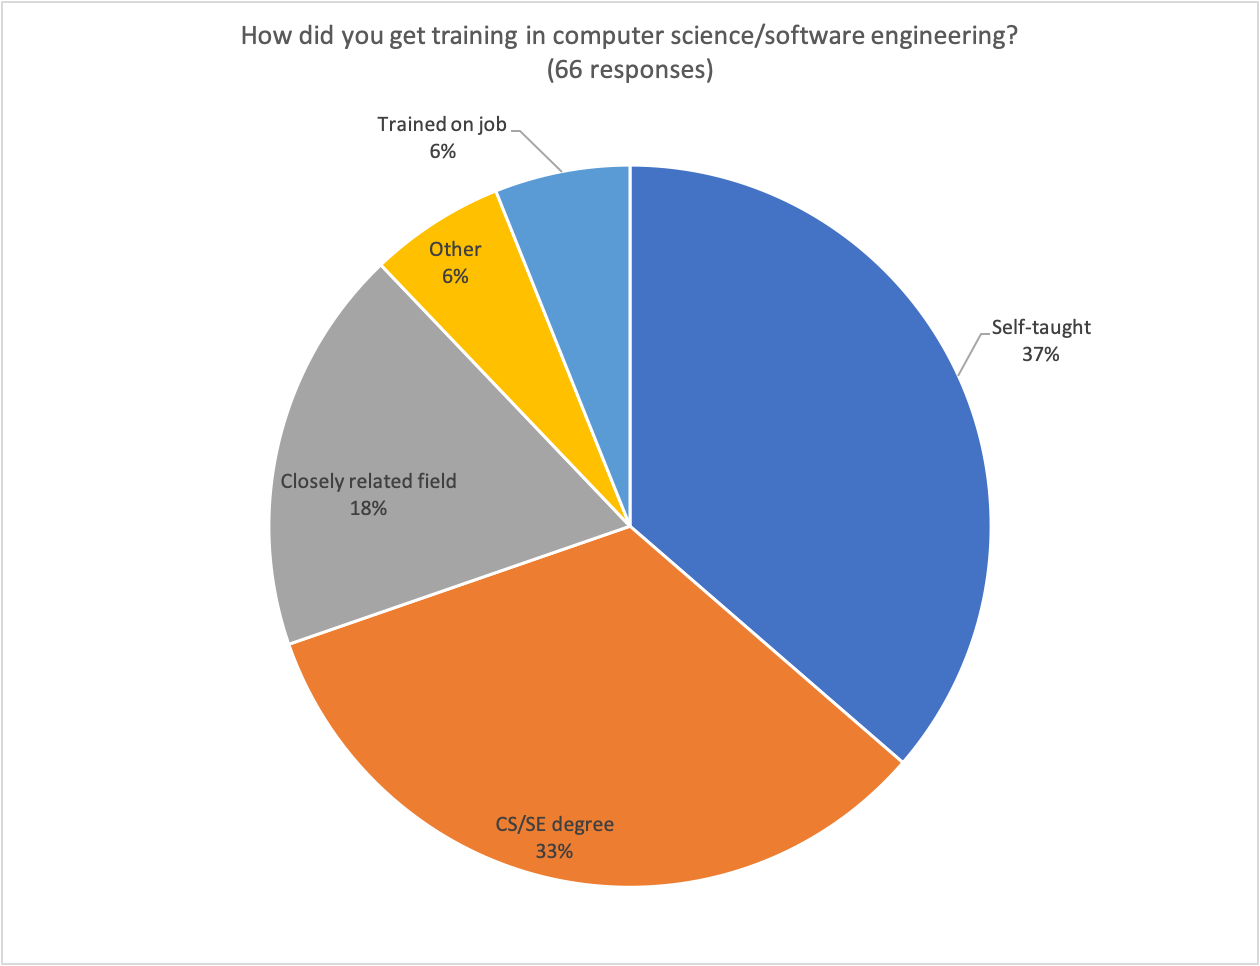 How did you get training in computer science/software engineering?
(66 responses)
Trained on job
6%
Other
6%
Self-taught
37%
Closely related field
18%
CS/SE degree
33%